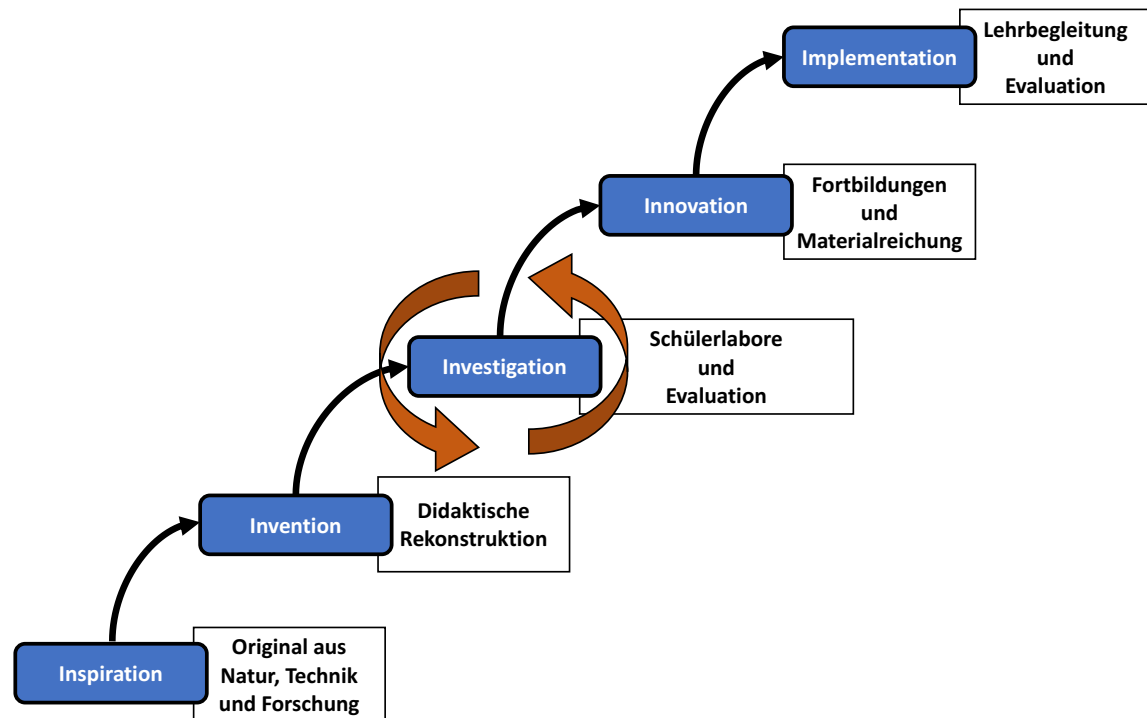 Implementation
Lehrbegleitung
und
Evaluation
Innovation
Fortbildungen
und
Materialreichung
Investigation
Schülerlabore
und
Evaluation
Invention
Didaktische
Rekonstruktion
Inspiration
Original aus
Natur, Technik
und Forschung